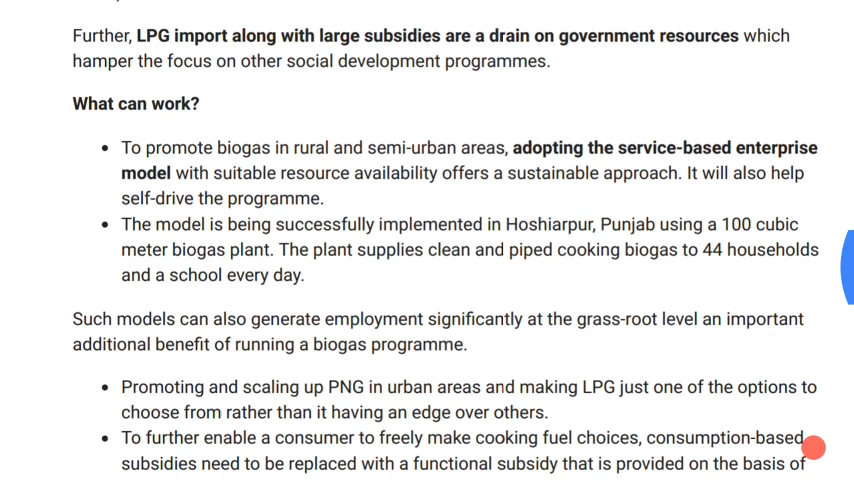 Further, LPG import along with large subsidies are a drain on government resources which
hamper the focus on other social development programmes.
What can work?
• To promote biogas in rural and semi-urban areas, adopting the service-based enterprise
model with suitable resource availability offers a sustainable approach. It will also help
self-drive the programme.
• The model is being successfully implemented in Hoshiarpur, Punjab using a 100 cubic
meter biogas plant. The plant supplies clean and piped cooking biogas to 44 households
and a school every day.
Such models can also generate employment significantly at the grass-root level an important
additional benefit of running a biogas programme.
• Promoting and scaling up PNG in urban areas and making LPG just one of the options to
choose from rather than it having an edge over others.
• To further enable a consumer to freely make cooking fuel choices, consumption-based
subsidies need to be replaced with a functional subsidy that is provided on the basis of